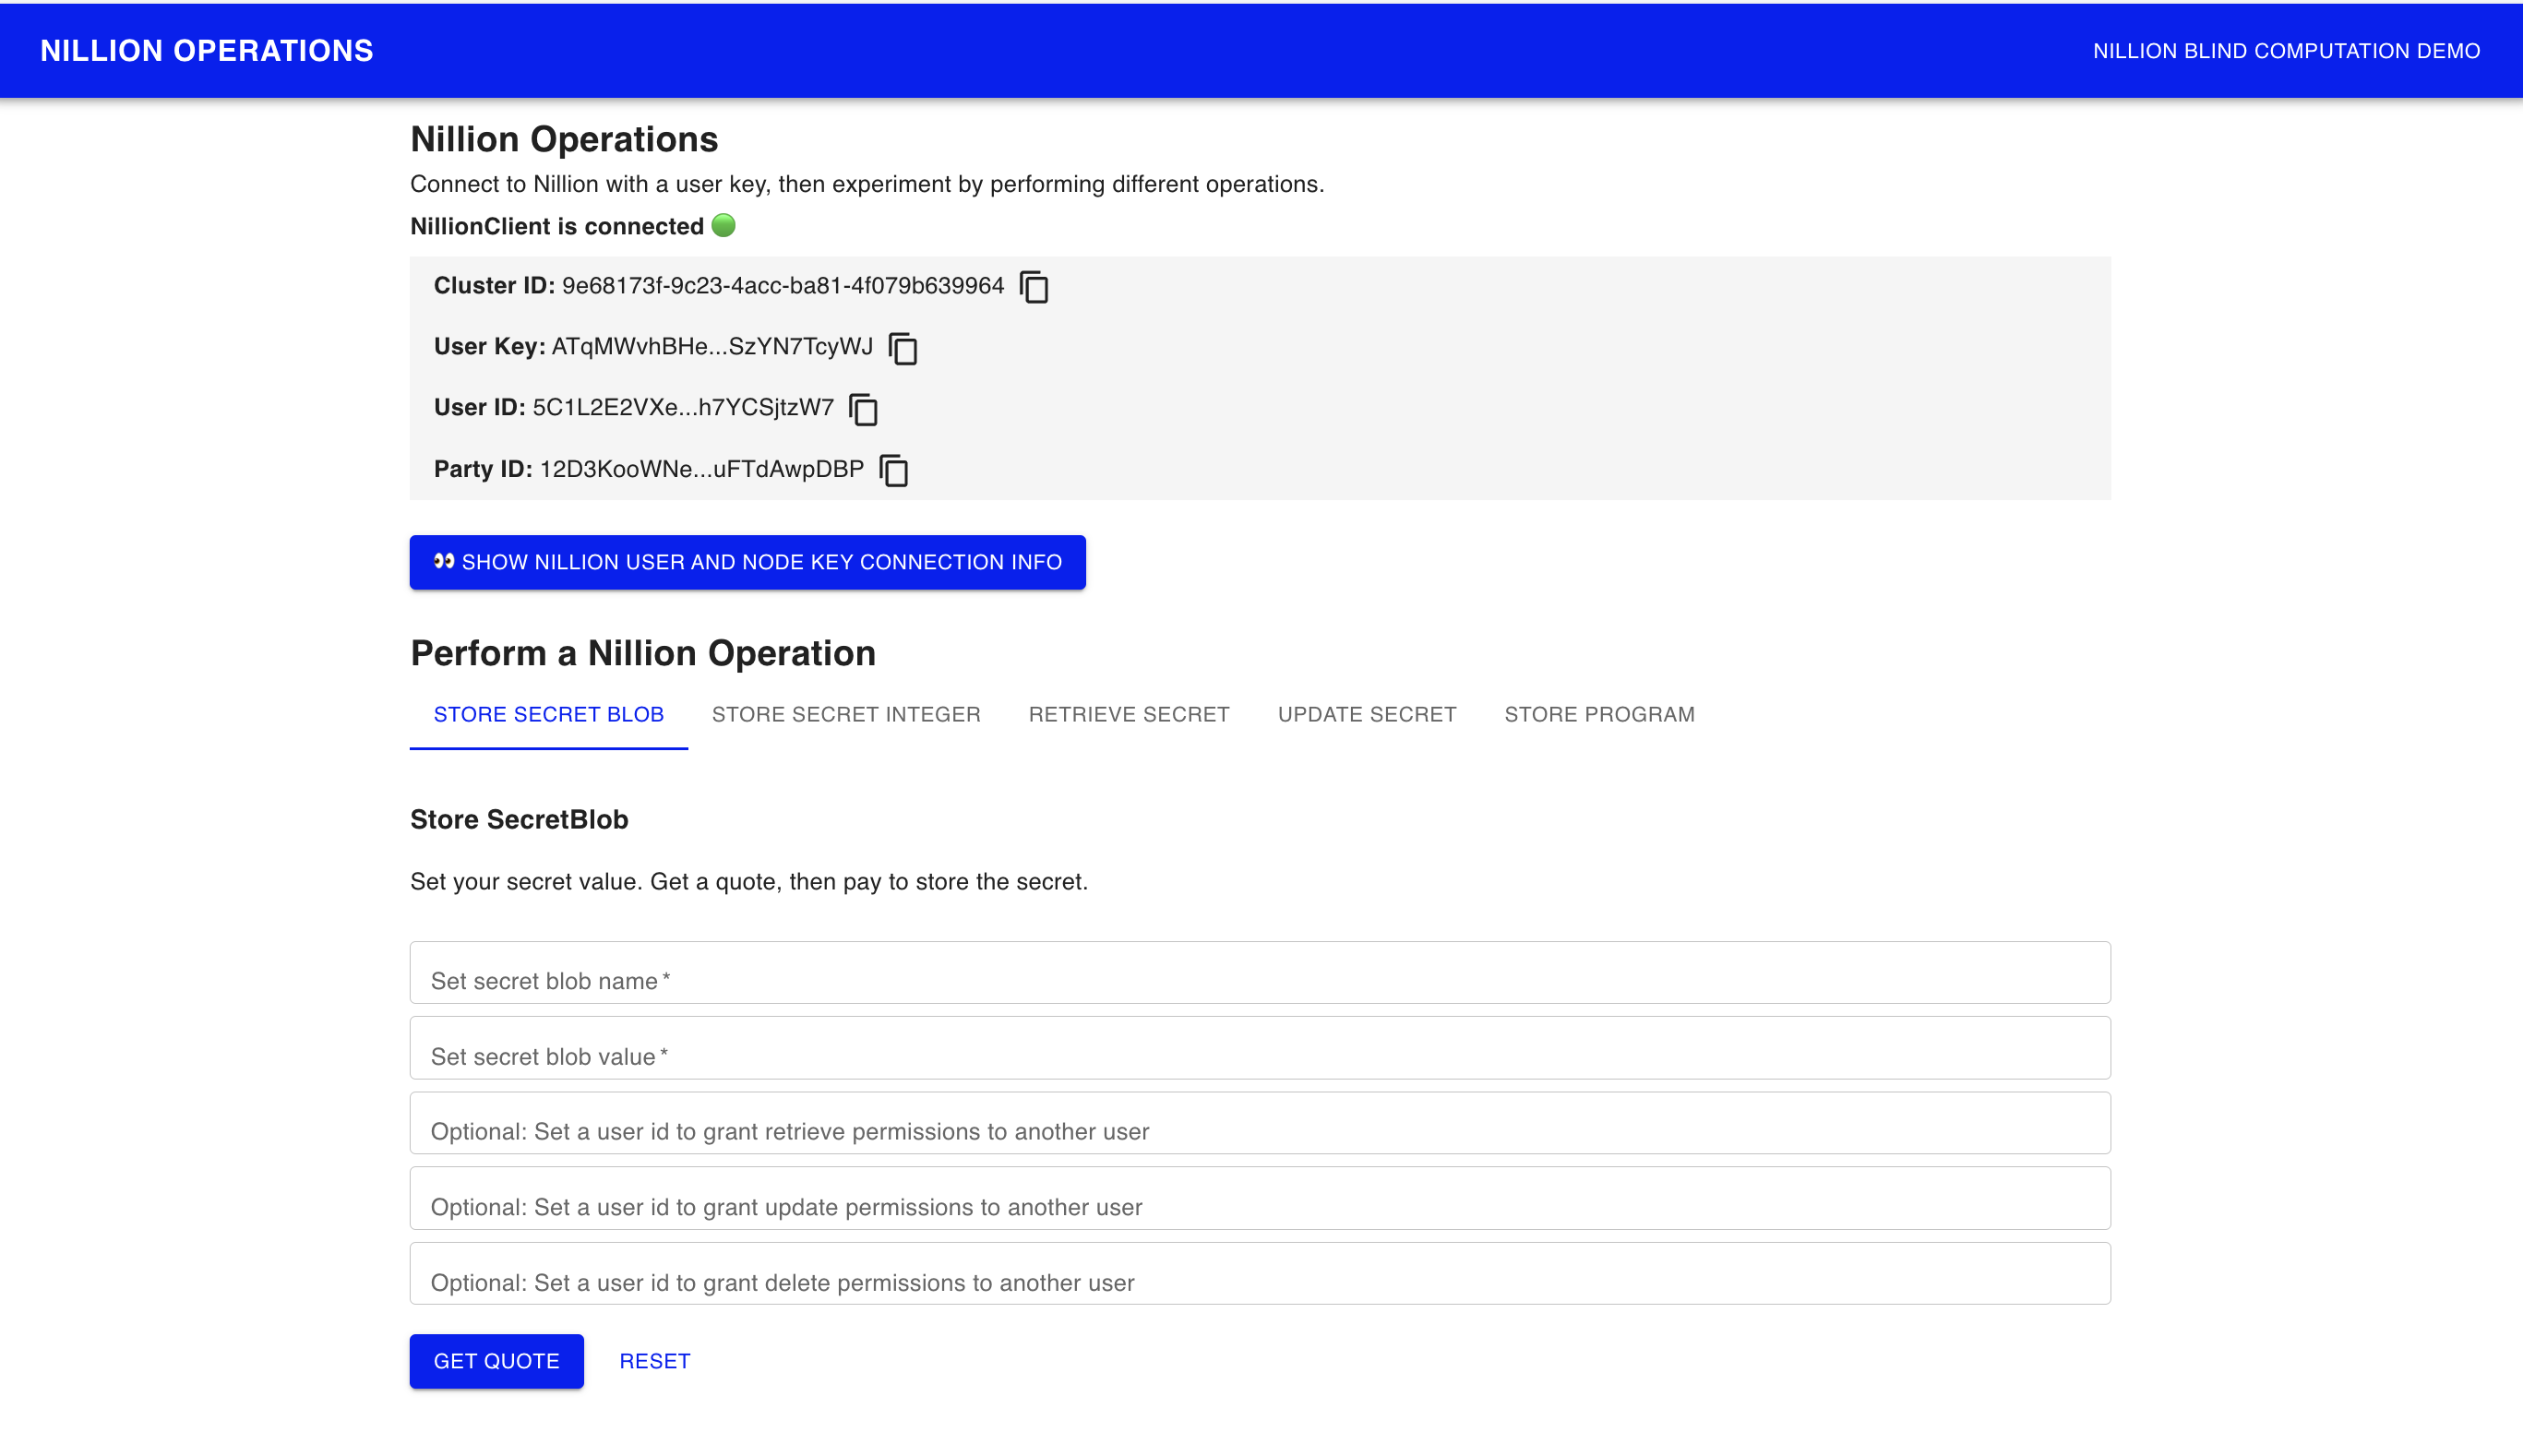 NILLION OPERATIONS
NILLION BLIND COMPUTATION DEMO
Nillion Operations
Connect to Nillion with a user key, then experiment by performing different operations.
NillionClient is connected
Cluster ID: 9e68173f-9c23-4acc-ba81-4f079b639964
User Key: ATqMWvhBHe...SzYN7TcyWJ
User ID: 5C1L2E2VXe...h7YCSjtzW7
Party ID: 12D3KooWNe...uFTdAwpDBP
SHOW NILLION USER AND NODE KEY CONNECTION INFO
Perform a Nillion Operation
STORE SECRET BLOB
STORE SECRET INTEGER
RETRIEVE SECRET
UPDATE SECRET
STORE PROGRAM
Store SecretBlob
Set your secret value. Get a quote, then pay to store the secret.
Set secret blob name *
Set secret blob value *
Optional: Set a user id to grant retrieve permissions to another user
Optional: Set a user id to grant update permissions to another user
Optional: Set a user id to grant delete permissions to another user
GET QUOTE
RESET